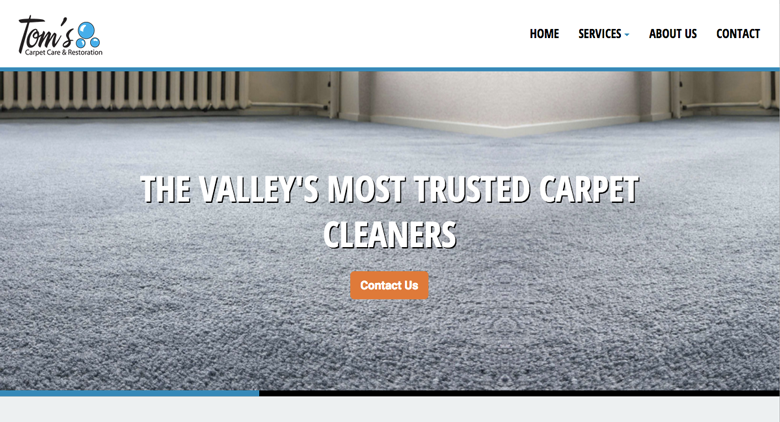 Tom's
Carpet Care & Restoration
HOME SERVICES ABOUT US CONTACT
THE VALLEY'S MOST TRUSTED CARPET
CLEANERS
Contact Us